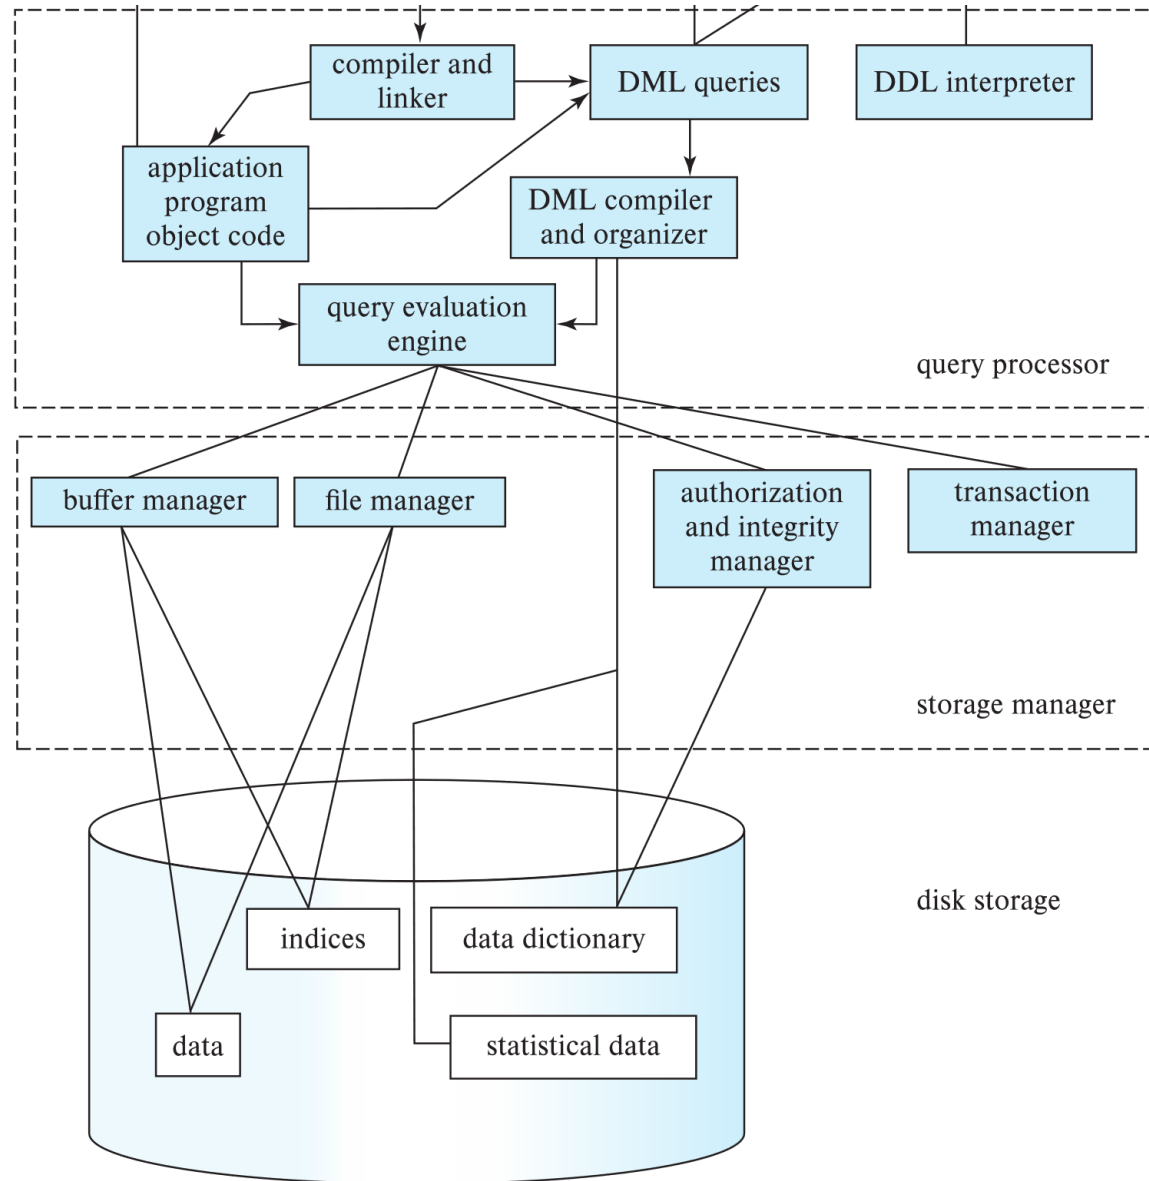 compiler and
linker
DML queries
DDL interpreter
application
program
object code
DML compiler
and organizer
query evaluation
engine
query processor
buffer manager
file manager
authorization
and integrity
manager
transaction
manager
storage manager
disk storage
indices
data dictionary
data
statistical data